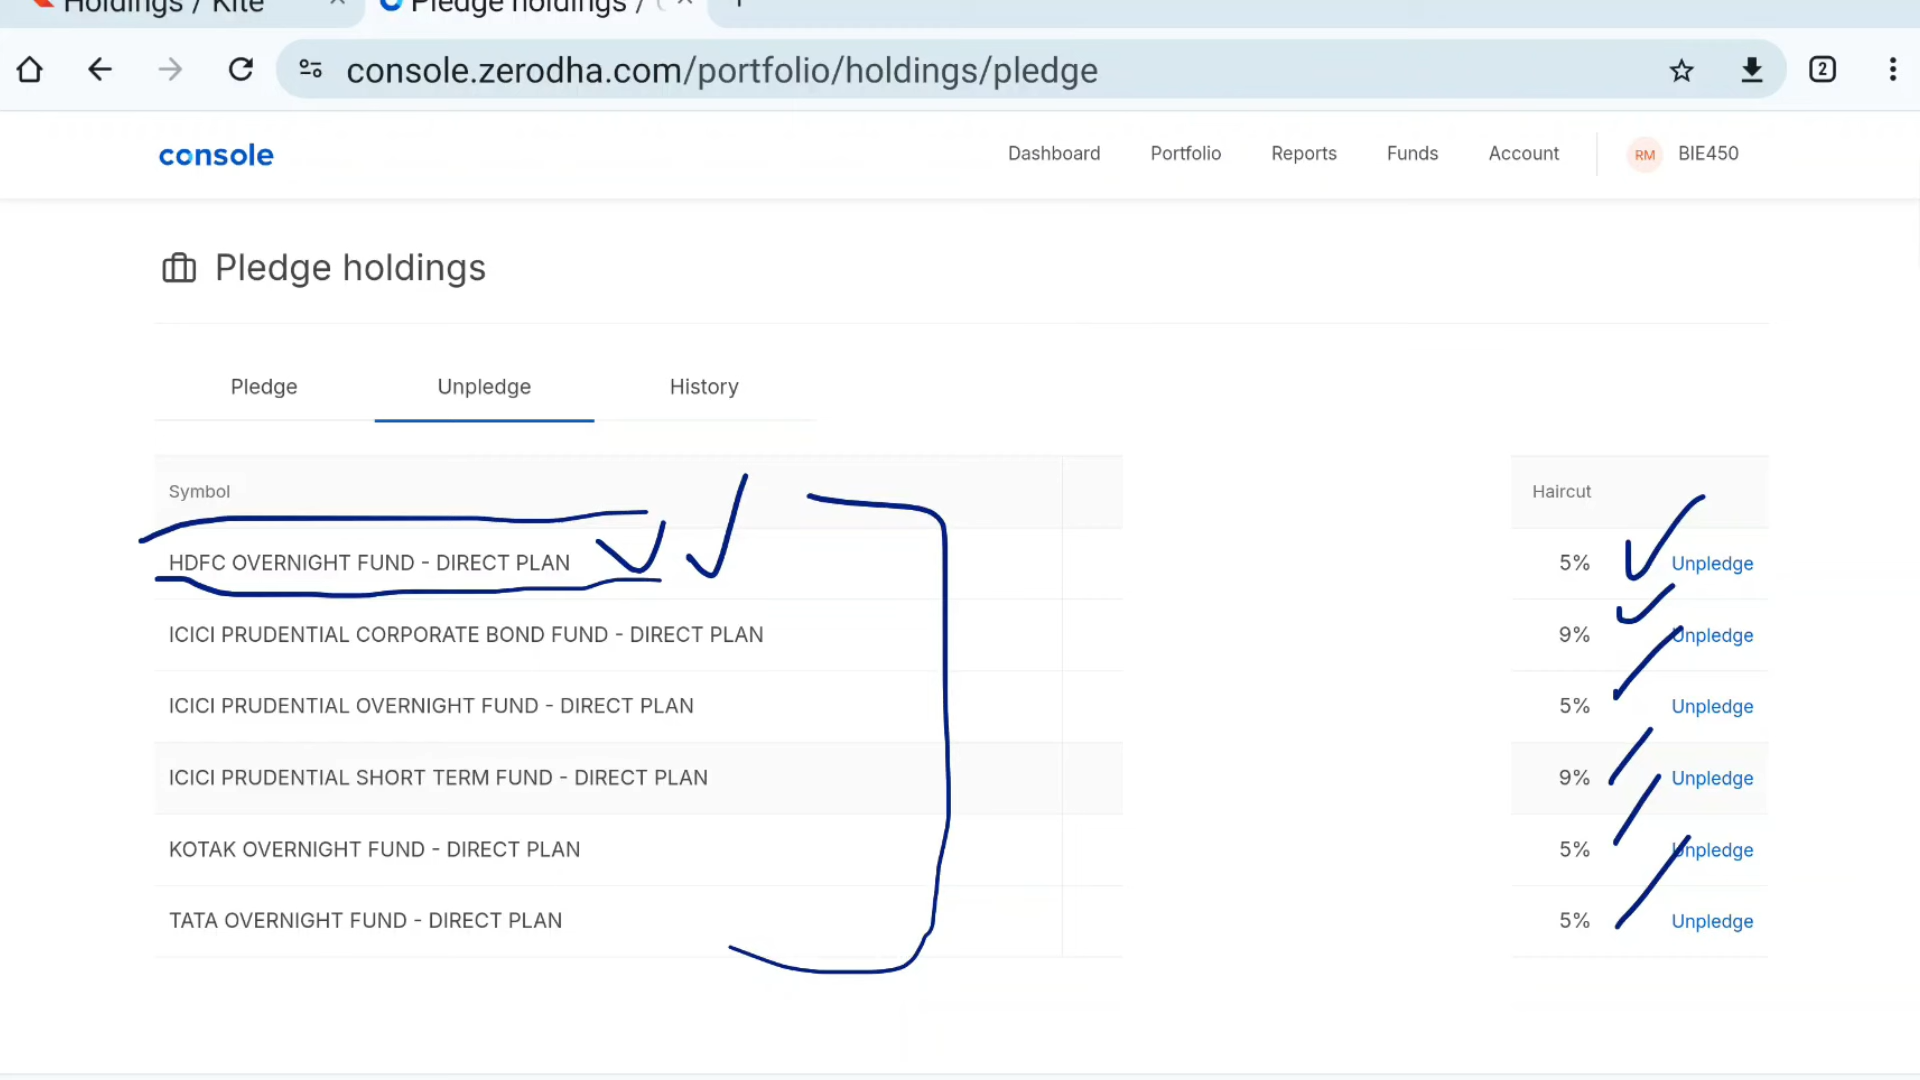 Holdings / Kite
Pledge holdings /
console.zerodha.com/portfolio/holdings/pledge
2
console
Dashboard Portfolio Reports Funds Account RM BIE450
Pledge holdings
Pledge Unpledge History
Symbol Haircut
HDFC OVERNIGHT FUND - DIRECT PLAN 5% Unpledge
ICICI PRUDENTIAL CORPORATE BOND FUND - DIRECT PLAN 9% Unpledge
ICICI PRUDENTIAL OVERNIGHT FUND - DIRECT PLAN 5% Unpledge
ICICI PRUDENTIAL SHORT TERM FUND - DIRECT PLAN 9% Unpledge
KOTAK OVERNIGHT FUND - DIRECT PLAN 5% Unpledge
TATA OVERNIGHT FUND - DIRECT PLAN 5% Unpledge